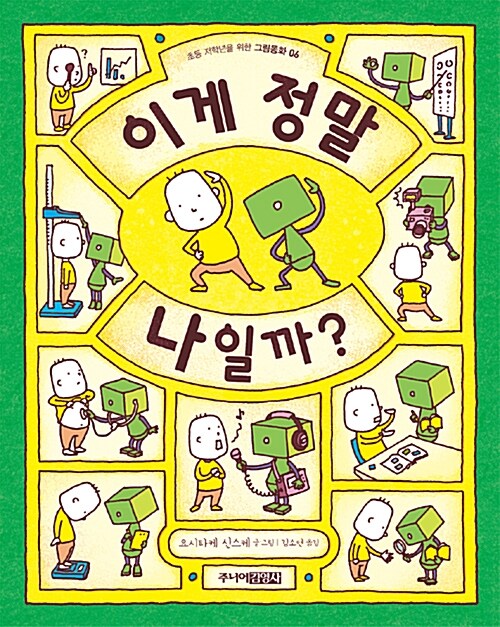 초등 저학년을 위한 그림동화 06
이게 정말
나일까?
요시타케 신스케 글·그림 | 김소연 옮김
주니어김영사